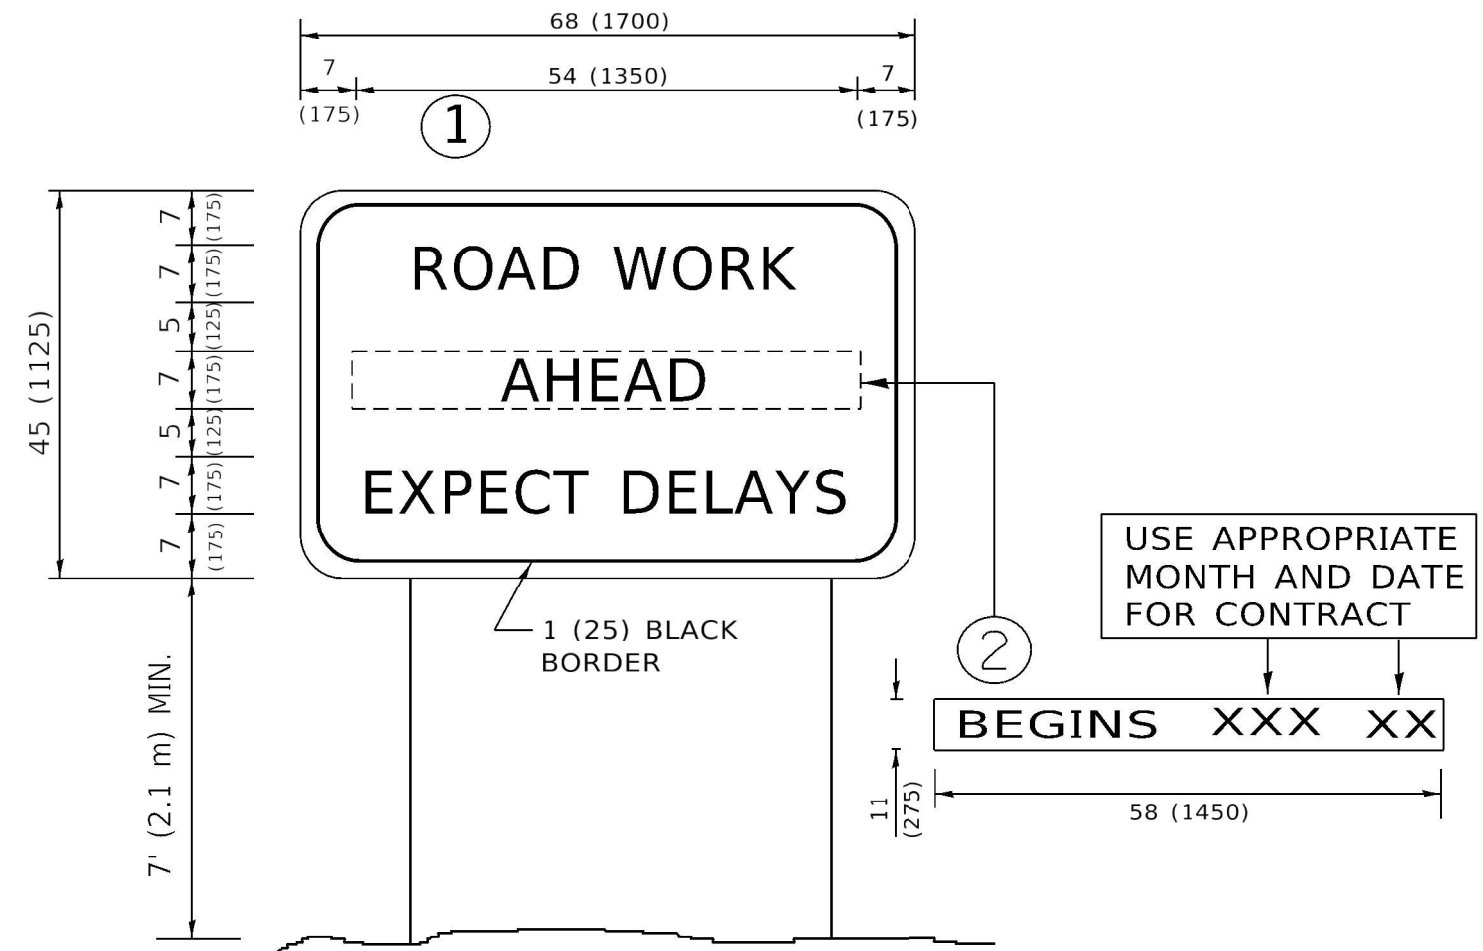 68 (1700)
7 54 (1350) 7
(175) (175)
1
7 (175)
7 (175)
5 (125)
7 (175)
5 (125)
7 (175)
7 (175)
45 (1125)
ROAD WORK
AHEAD
EXPECT DELAYS
1 (25) BLACK
BORDER
7' (2.1 m) MIN.
2
USE APPROPRIATE
MONTH AND DATE
FOR CONTRACT
BEGINS XXX XX
11
(275)
58 (1450)